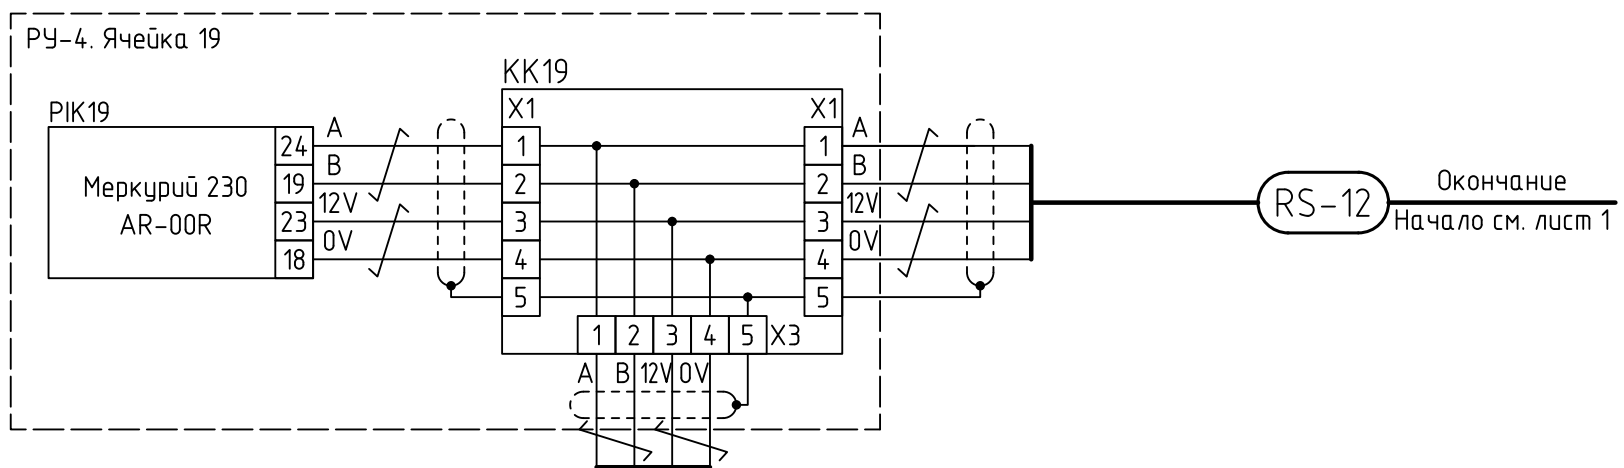 РУ-4. Ячейка 19
КК19
PIK19
X1
X1
24
A
1
1
A
19
B
2
2
B
Меркурий 230
AR-00R
23
12V
3
3
12V
18
0V
4
4
0V
5
5
1
2
3
4
5
X3
A
B
12V
0V
RS-12
Окончание
Начало см. лист 1